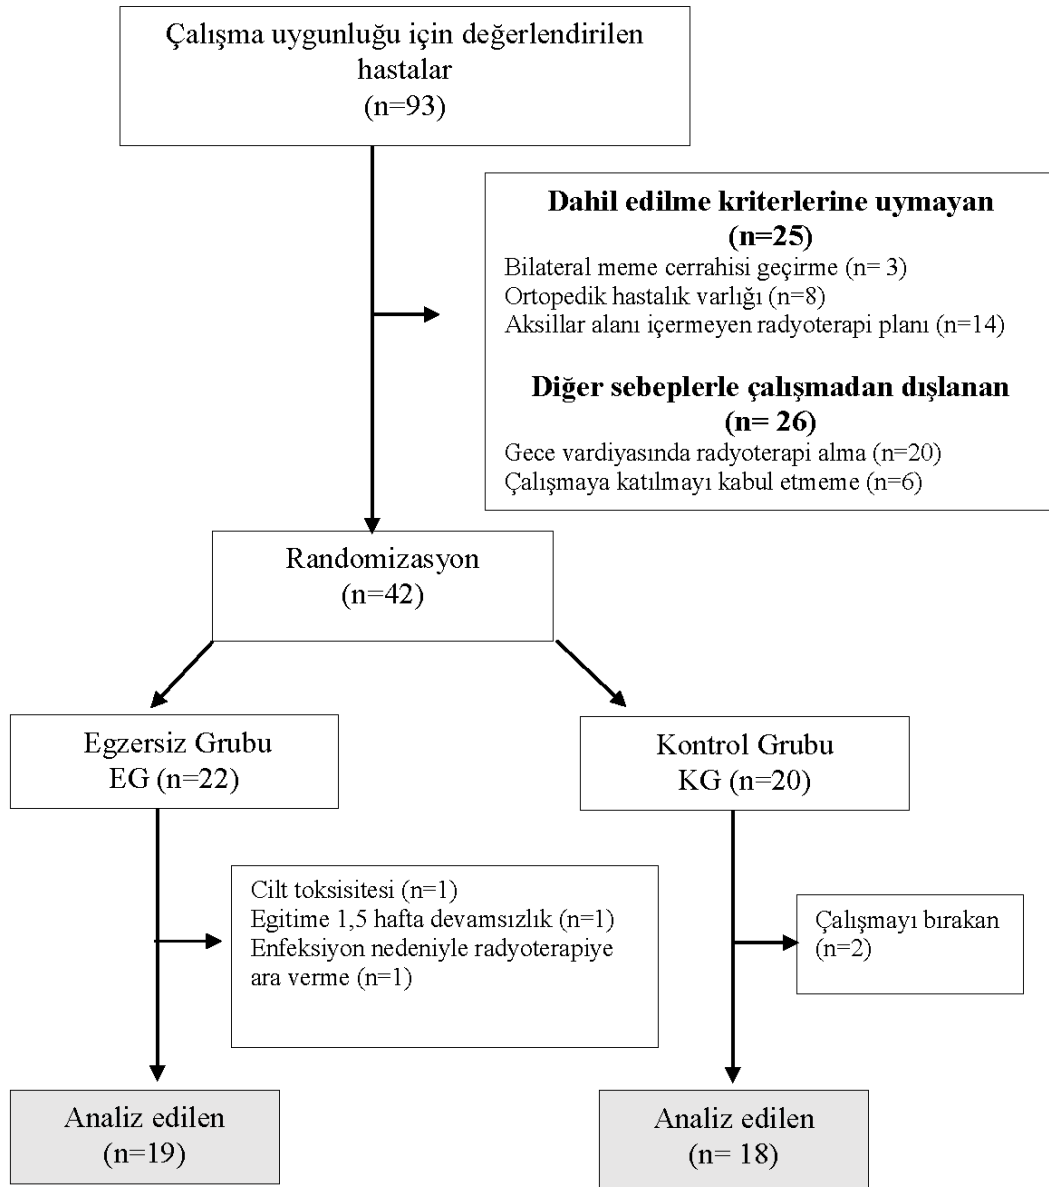 Çalışma uygunluğu için değerlendirilen
hastalar
(n=93)
Dahil edilme kriterlerine uymayan
(n=25)
Bilateral meme cerrahisi geçirme (n= 3)
Ortopedik hastalık varlığı (n=8)
Aksillar alanı içermeyen radyoterapi planı (n=14)
Diğer sebeplerle çalışmadan dışlanan
(n= 26)
Gece vardiyasında radyoterapi alma (n=20)
Çalışmaya katılmayı kabul etmeme (n=6)
Randomizasyon
(n=42)
Egzersiz Grubu
EG (n=22)
Kontrol Grubu
KG (n=20)
Cilt toksisitesi (n=1)
Egitime 1,5 hafta devamsızlık (n=1)
Enfeksiyon nedeniyle radyoterapiye
ara verme (n=1)
Çalışmayı bırakan
(n=2)
Analiz edilen
(n=19)
Analiz edilen
(n= 18)